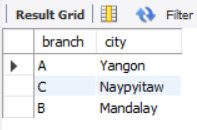 Result Grid Filter
branch city
A Yangon
C Naypyitaw
B Mandalay